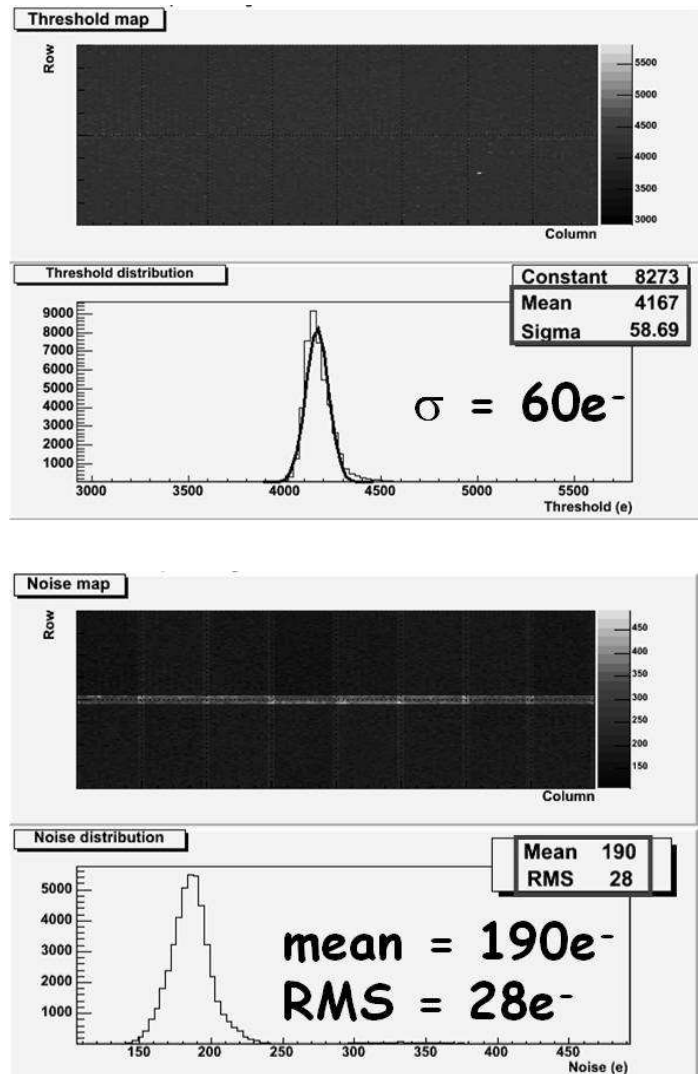 Threshold map
Row
5500
5000
4500
4000
3500
3000
Column
Threshold distribution
Constant 8273
Mean 4167
Sigma 58.69
9000
8000
7000
6000
5000
4000
3000
2000
1000
σ = 60e-
3000 3500 4000 4500 5000 5500
Threshold (e)
Noise map
Row
450
400
350
300
250
200
150
Column
Noise distribution
Mean 190
RMS 28
5000
4000
3000
2000
1000
mean = 190e-
RMS = 28e-
150 200 250 300 350 400 450
Noise (e)